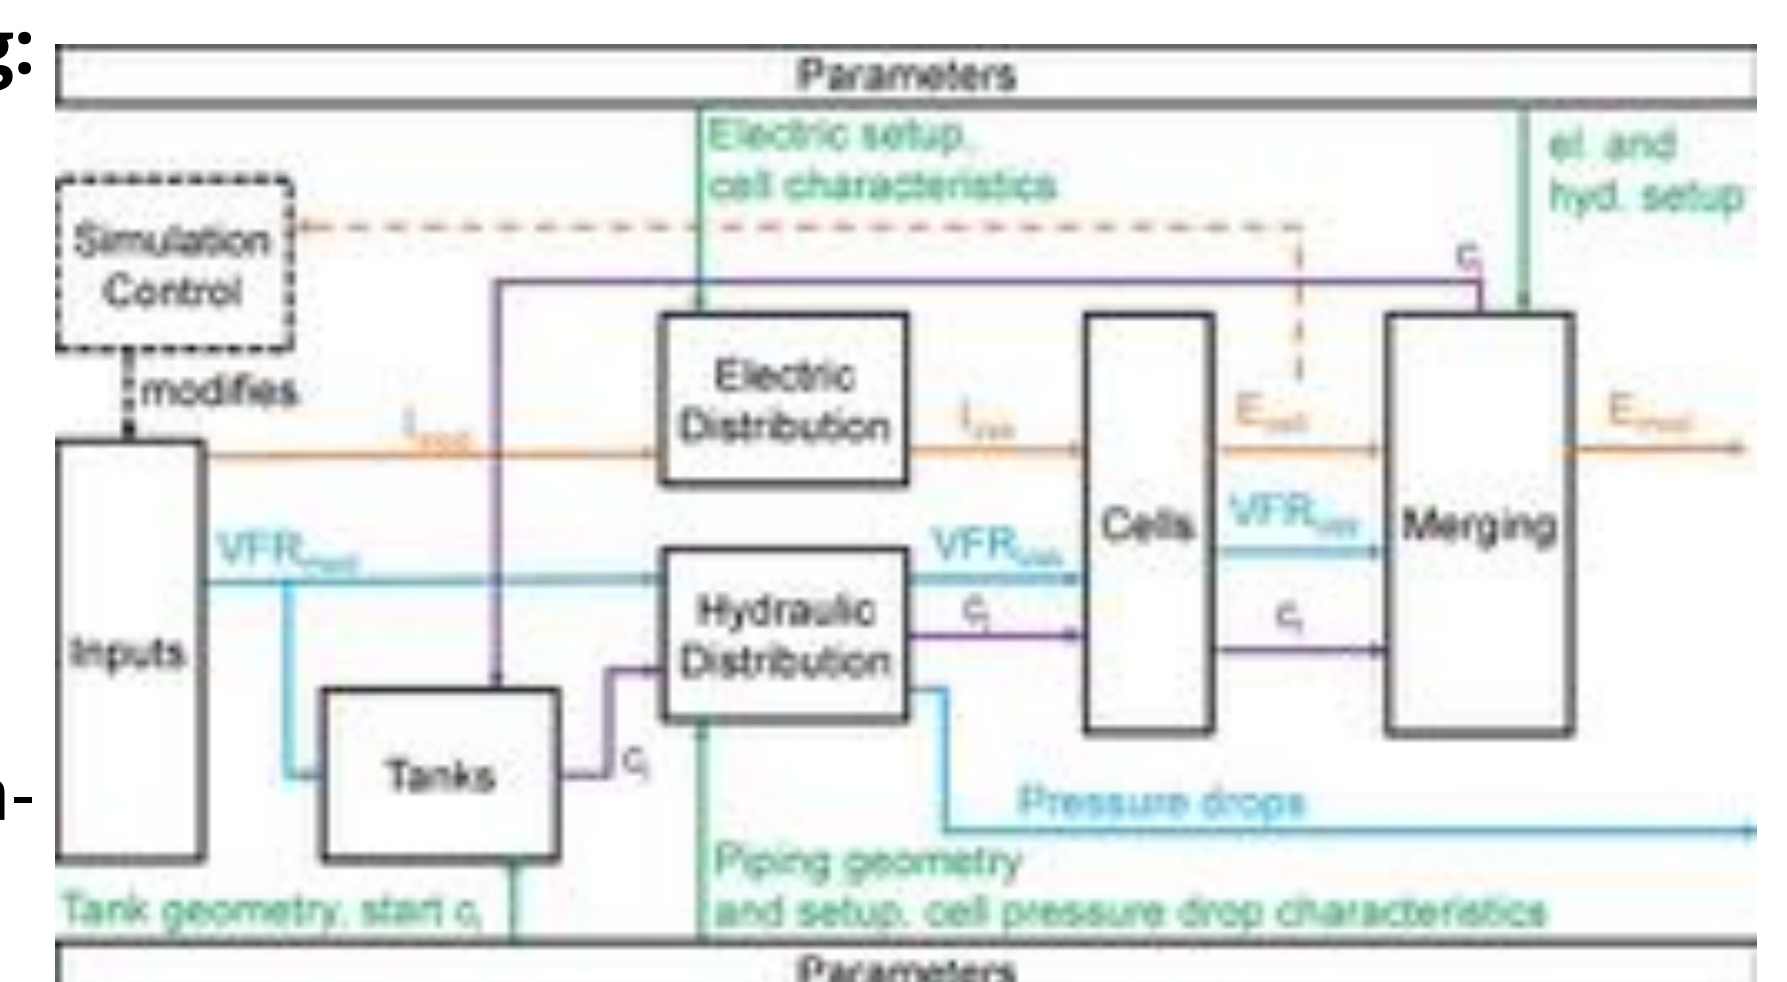 g:
Parameters
Electric setup,
cell characteristics
el. and
hyd. setup
Simulation
Control
modifies
Electric
Distribution
Cells
Merging
Inputs
Hydraulic
Distribution
Tanks
VFR
VFR
VFR
E
E
c
c
c
c
Pressure drops
Piping geometry
and setup, cell pressure drop characteristics
Tank geometry, start c
Parameters
-